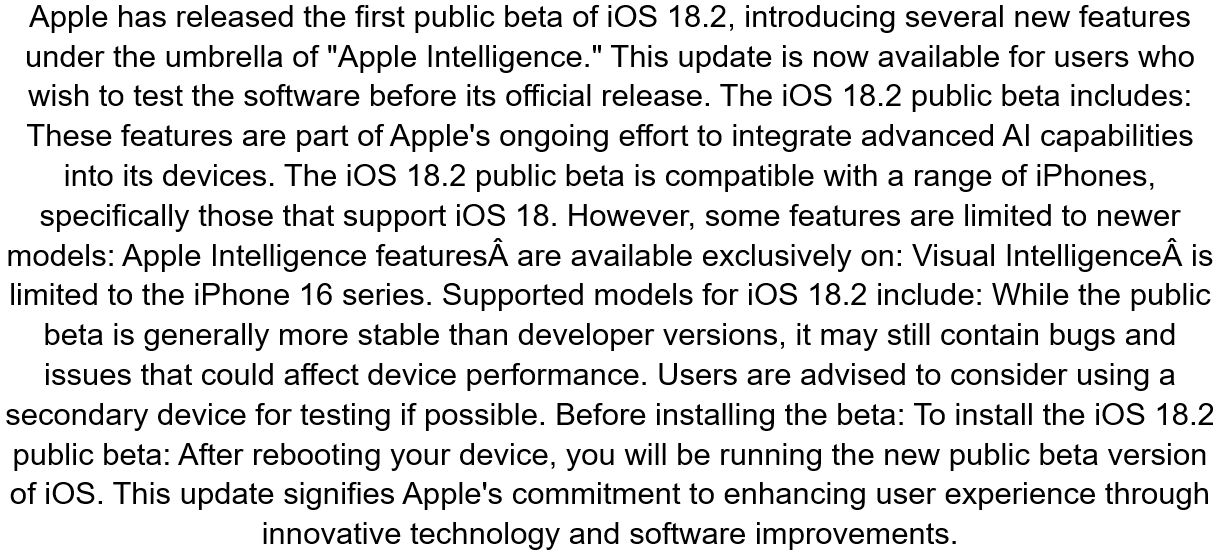 Apple has released the first public beta of iOS 18.2, introducing several new features
under the umbrella of "Apple Intelligence." This update is now available for users who
wish to test the software before its official release. The iOS 18.2 public beta includes:
These features are part of Apple's ongoing effort to integrate advanced AI capabilities
into its devices. The iOS 18.2 public beta is compatible with a range of iPhones,
specifically those that support iOS 18. However, some features are limited to newer
models: Apple Intelligence featuresÂ are available exclusively on: Visual IntelligenceÂ is
limited to the iPhone 16 series. Supported models for iOS 18.2 include: While the public
beta is generally more stable than developer versions, it may still contain bugs and
issues that could affect device performance. Users are advised to consider using a
secondary device for testing if possible. Before installing the beta: To install the iOS 18.2
public beta: After rebooting your device, you will be running the new public beta version
of iOS. This update signifies Apple's commitment to enhancing user experience through
innovative technology and software improvements.